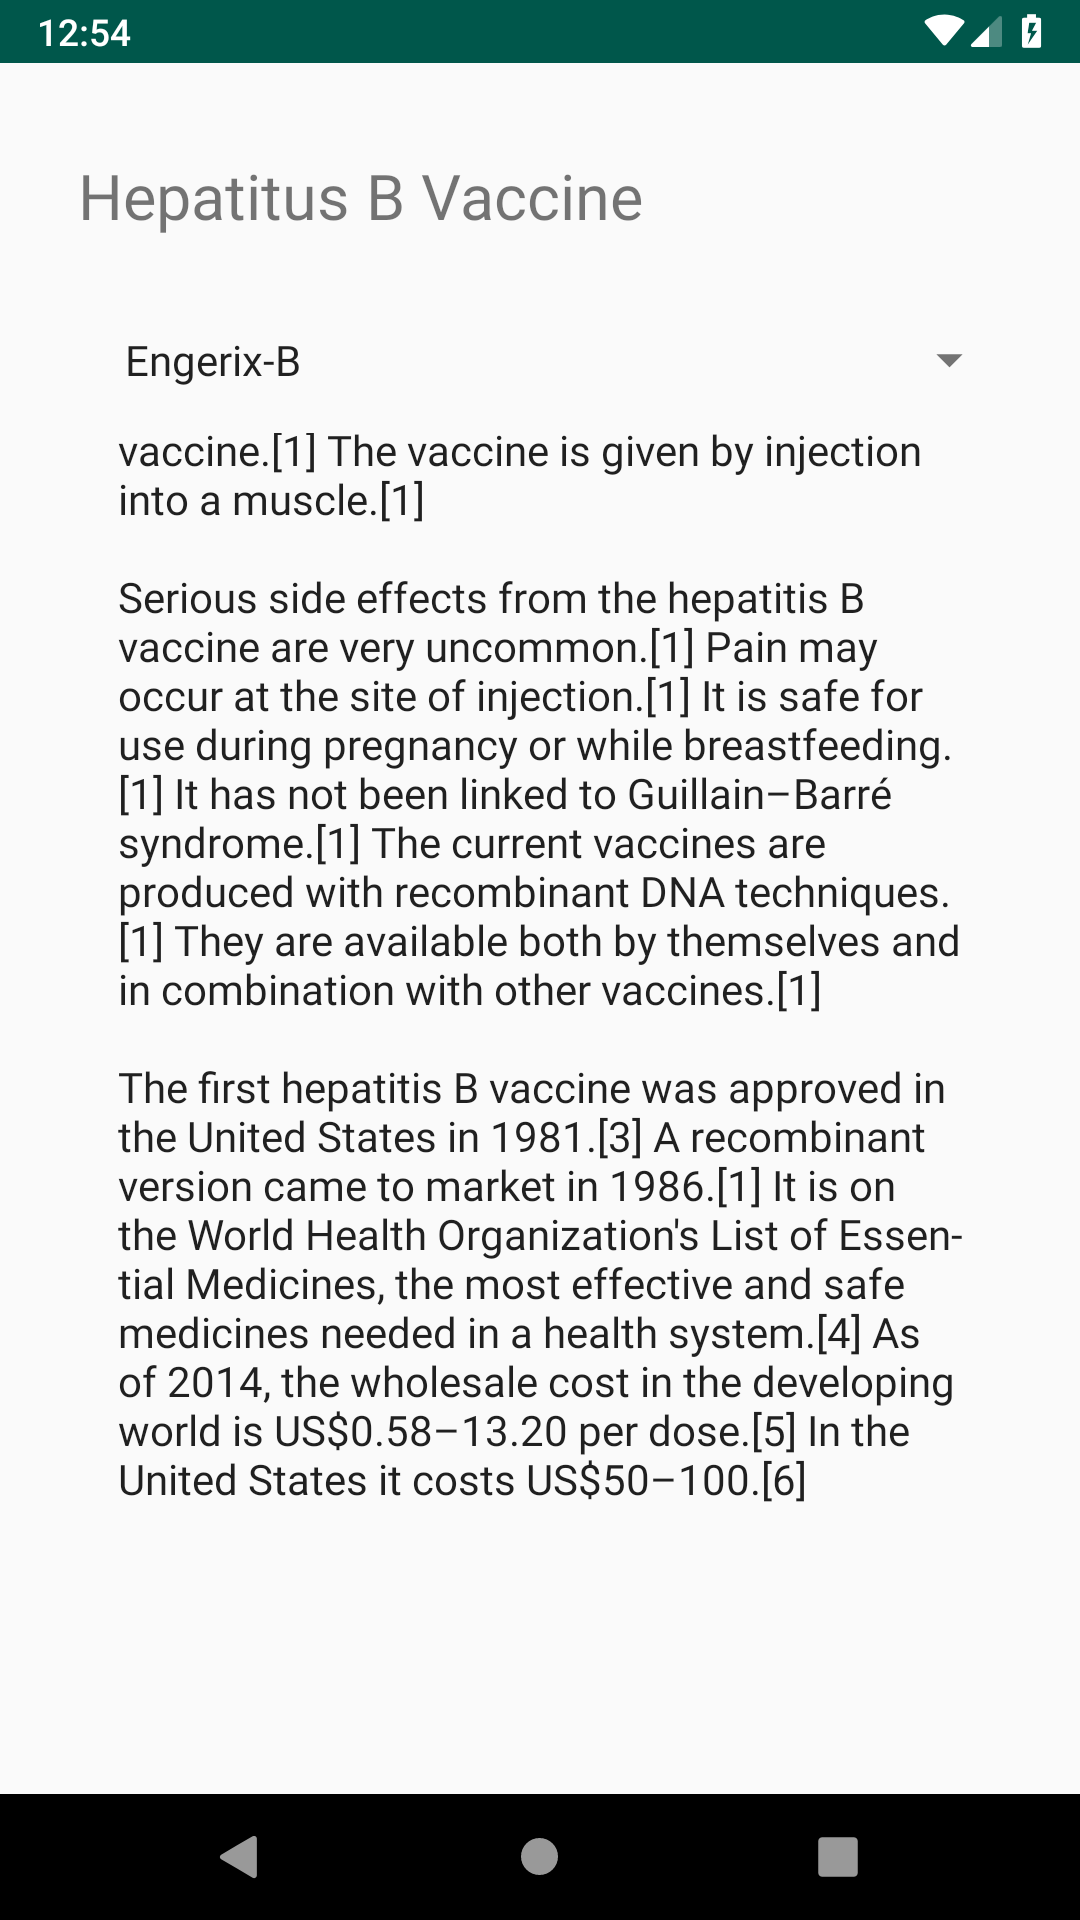 12:54
Hepatitus B Vaccine
Engerix-B
vaccine.[1] The vaccine is given by injection
into a muscle.[1]
Serious side effects from the hepatitis B
vaccine are very uncommon.[1] Pain may
occur at the site of injection.[1] It is safe for
use during pregnancy or while breastfeeding.
[1] It has not been linked to Guillain–Barré
syndrome.[1] The current vaccines are
produced with recombinant DNA techniques.
[1] They are available both by themselves and
in combination with other vaccines.[1]
The first hepatitis B vaccine was approved in
the United States in 1981.[3] A recombinant
version came to market in 1986.[1] It is on
the World Health Organization's List of Essen-
tial Medicines, the most effective and safe
medicines needed in a health system.[4] As
of 2014, the wholesale cost in the developing
world is US$0.58–13.20 per dose.[5] In the
United States it costs US$50–100.[6]